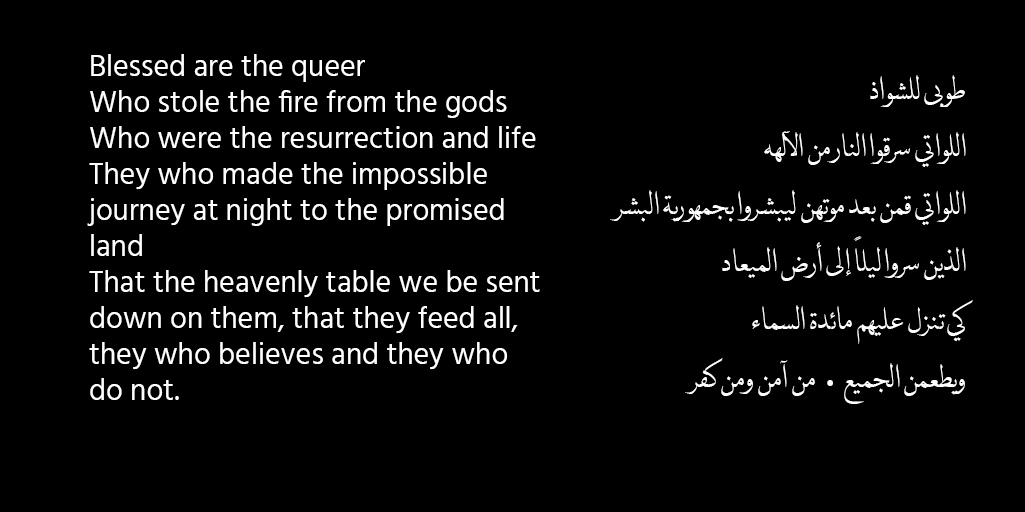 Blessed are the queer
Who stole the fire from the gods
Who were the resurrection and life
They who made the impossible
journey at night to the promised
land
That the heavenly table we be sent
down on them, that they feed all,
they who believes and they who
do not.
طوبى للشواذ
اللواتي سرقوا النار من الآلهه
اللواتي قمن بعد موتهن ليبشروا بجمهورية البشر
الذين سروا ليلاً إلى أرض الميعاد
كي تنزل عليهم مائدة السماء
ويطعمن الجميع . من آمن ومن كفر